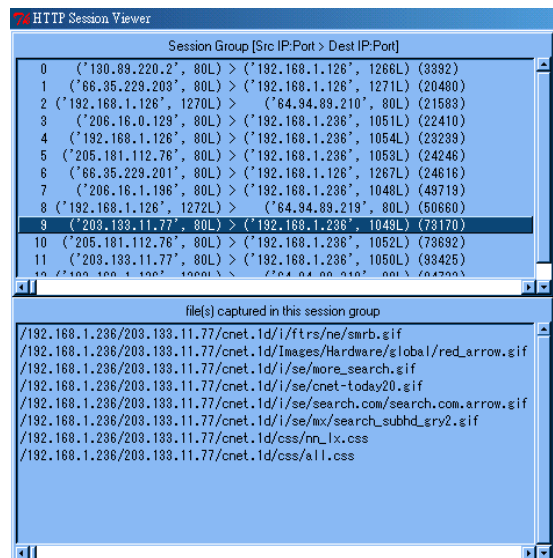 HTTP Session Viewer
Session Group [Src IP:Port > Dest IP:Port]
0 ('130.89.220.2', 80L) > ('192.168.1.126', 1266L) (3392)
1 ('66.35.229.203', 80L) > ('192.168.1.126', 1271L) (20480)
2 ('192.168.1.126', 1270L) > ('64.94.89.210', 80L) (21583)
3 ('206.16.0.129', 80L) > ('192.168.1.236', 1051L) (22410)
4 ('192.168.1.126', 80L) > ('192.168.1.236', 1054L) (23239)
5 ('205.181.112.76', 80L) > ('192.168.1.236', 1053L) (24246)
6 ('66.35.229.201', 80L) > ('192.168.1.126', 1267L) (24616)
7 ('206.16.1.196', 80L) > ('192.168.1.236', 1048L) (49719)
8 ('192.168.1.126', 1272L) > ('64.94.89.219', 80L) (50660)
9 ('203.133.11.77', 80L) > ('192.168.1.236', 1049L) (73170)
10 ('205.181.112.76', 80L) > ('192.168.1.236', 1052L) (73692)
11 ('203.133.11.77', 80L) > ('192.168.1.236', 1050L) (93425)
file(s) captured in this session group
/192.168.1.236/203.133.11.77/cnet.1d/i/ftrs/ne/smrb.gif
/192.168.1.236/203.133.11.77/cnet.1d/Images/Hardware/global/red_arrow.gif
/192.168.1.236/203.133.11.77/cnet.1d/i/se/more_search.gif
/192.168.1.236/203.133.11.77/cnet.1d/i/se/cnet-today20.gif
/192.168.1.236/203.133.11.77/cnet.1d/i/se/search.com/search.com.arrow.gif
/192.168.1.236/203.133.11.77/cnet.1d/i/se/mx/search_subhd_gry2.gif
/192.168.1.236/203.133.11.77/cnet.1d/css/nn_lx.css
/192.168.1.236/203.133.11.77/cnet.1d/css/all.css